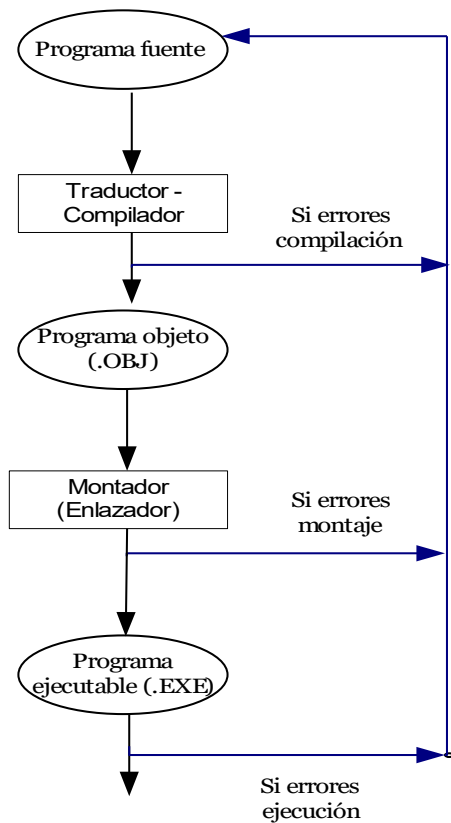 Programa fuente
Traductor -
Compilador
Si errores
compilación
Programa objeto
(.OBJ)
Montador
(Enlazador)
Si errores
montaje
Programa
ejecutable (.EXE)
Si errores
ejecución